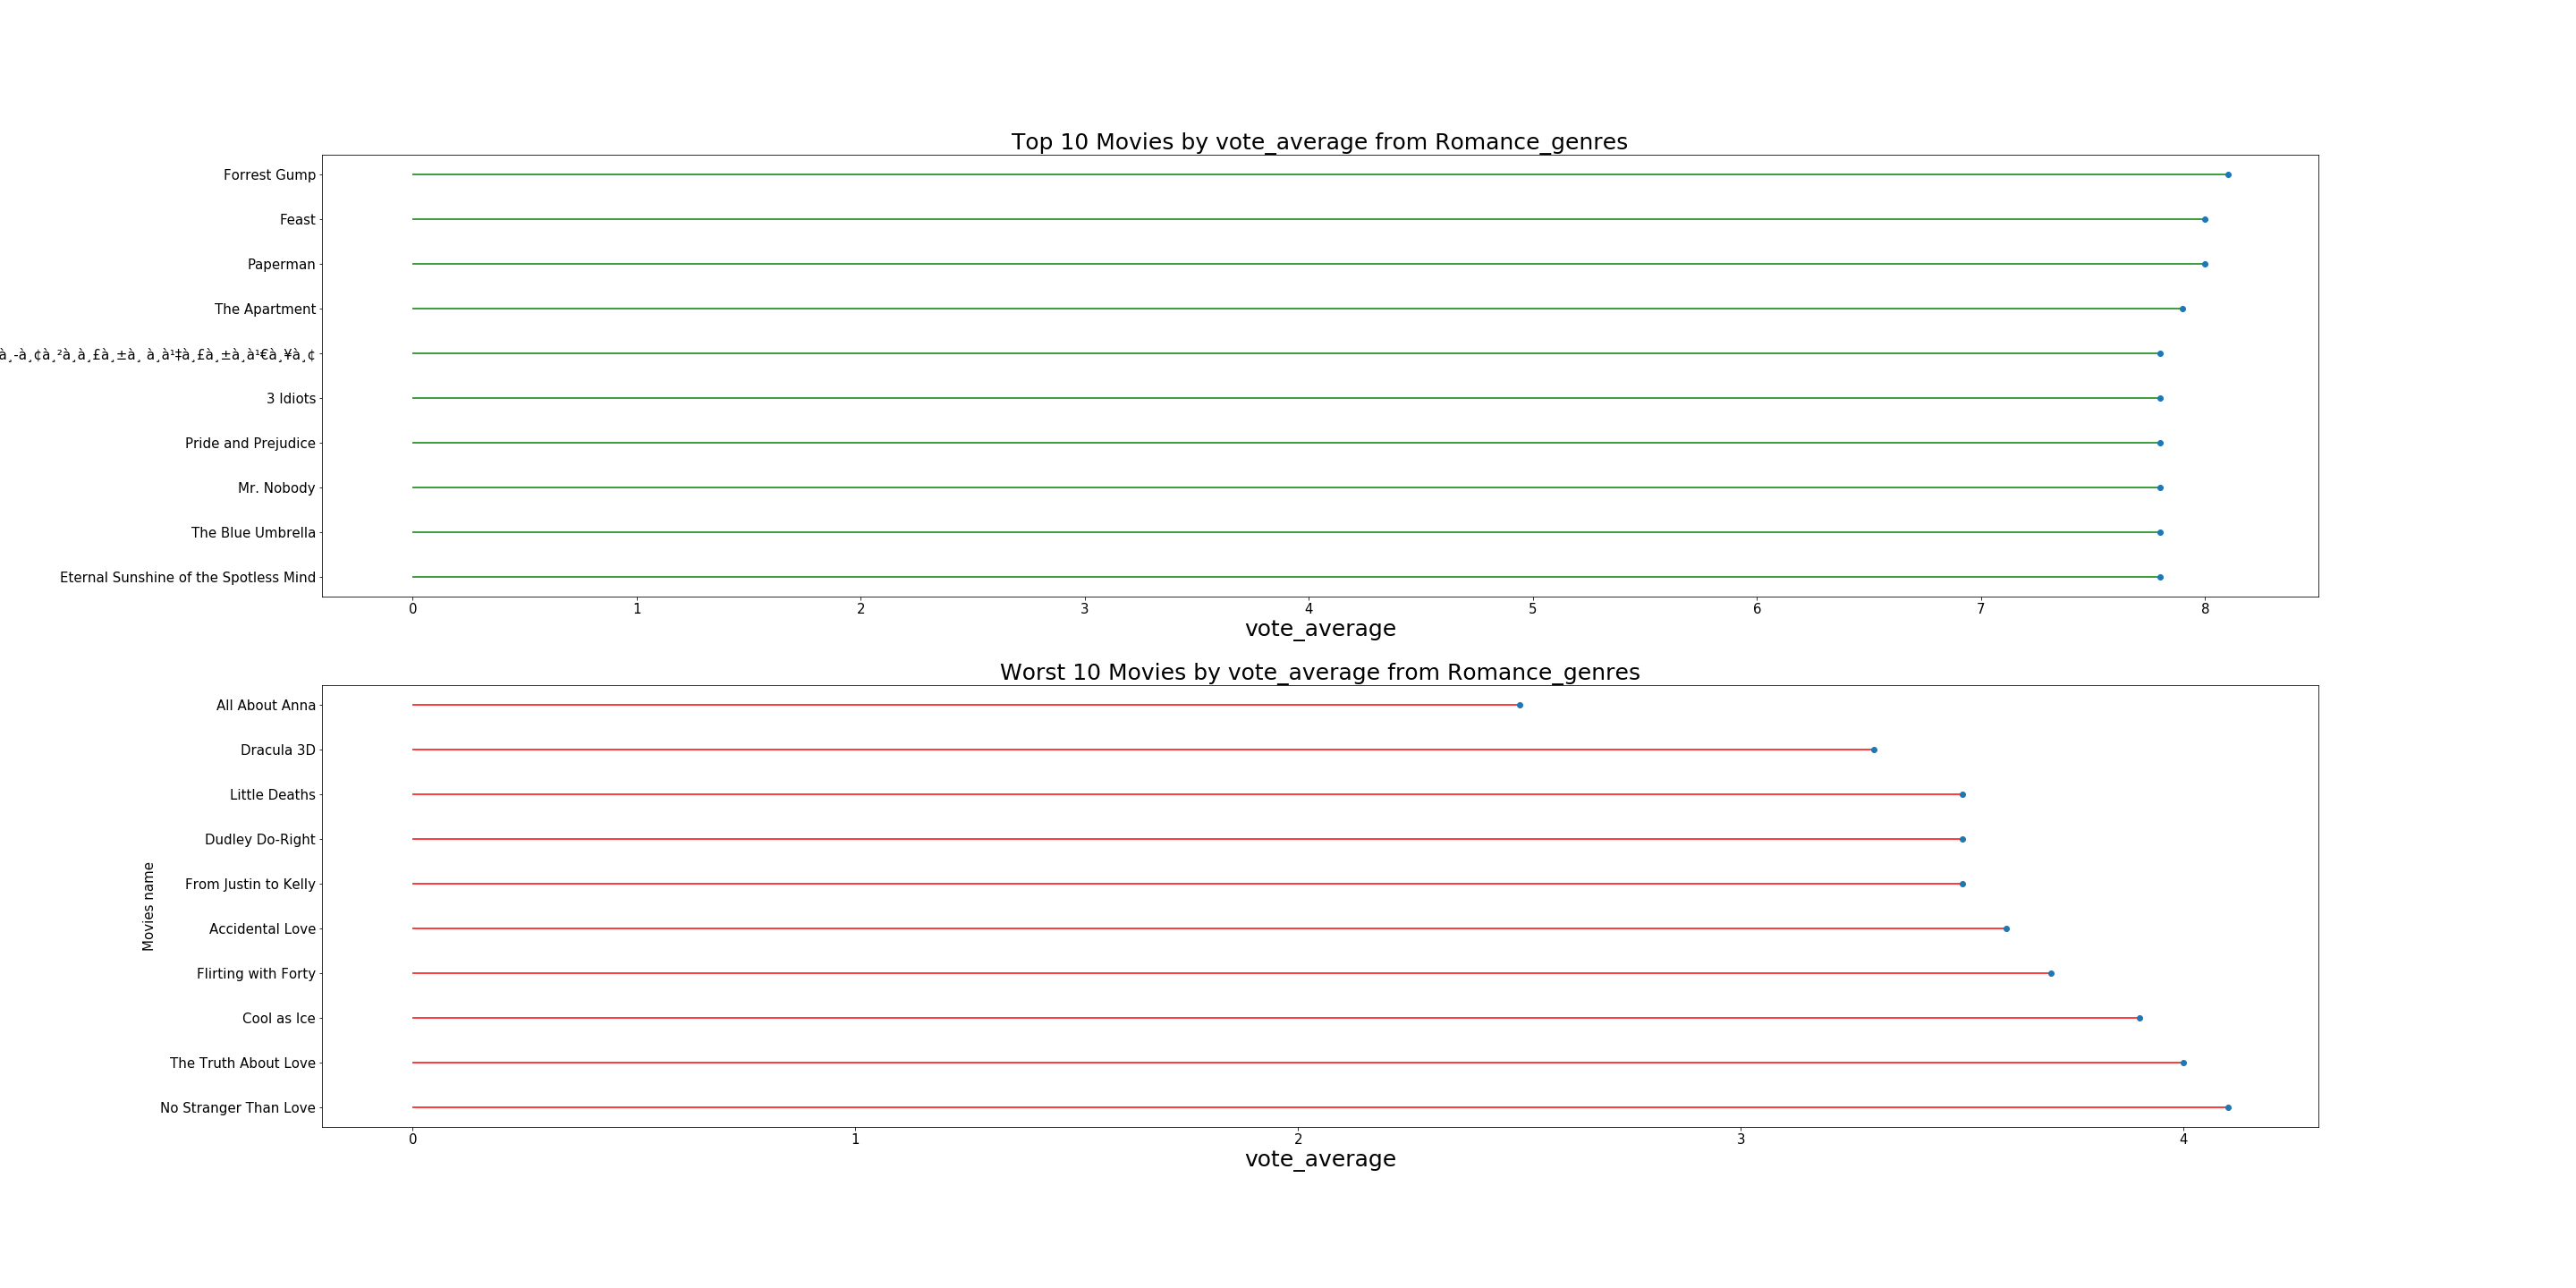 Top 10 Movies by vote_average from Romance_genres
Forrest Gump
Feast
Paperman
The Apartment
à¸-à¸¢à¸²à¸à¸£à¸±à¸ à¸à¹‡à¸£à¸±à¸à¹€à¸¥à¸¢
3 Idiots
Pride and Prejudice
Mr. Nobody
The Blue Umbrella
Eternal Sunshine of the Spotless Mind
0 1 2 3 4 5 6 7 8
vote_average
Worst 10 Movies by vote_average from Romance_genres
Movies name
All About Anna
Dracula 3D
Little Deaths
Dudley Do-Right
From Justin to Kelly
Accidental Love
Flirting with Forty
Cool as Ice
The Truth About Love
No Stranger Than Love
0 1 2 3 4
vote_average